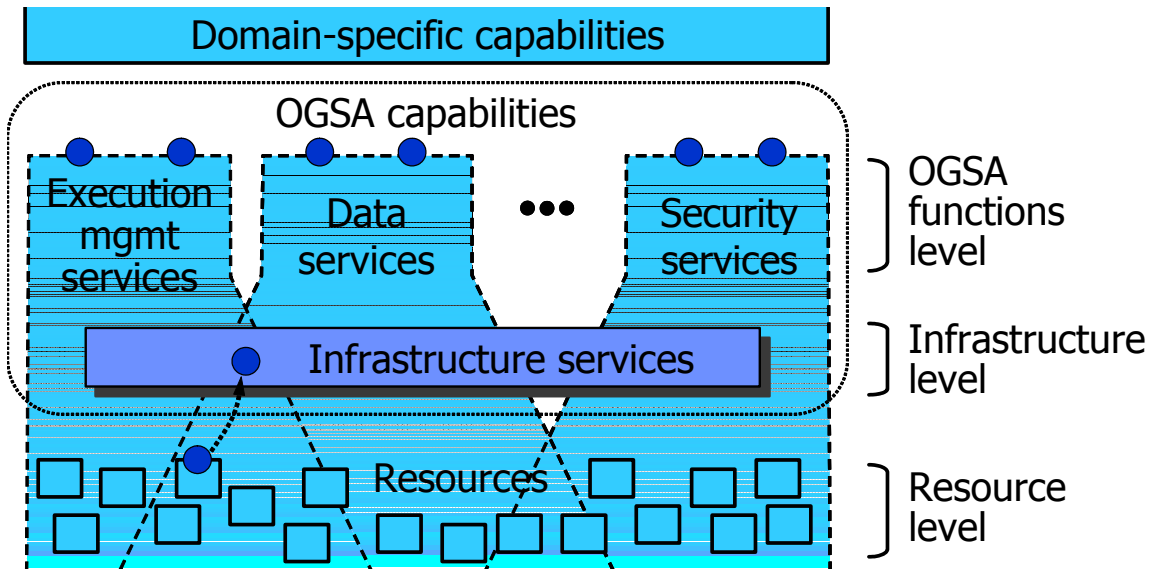 Domain-specific capabilities
OGSA capabilities
Execution
mgmt
services
Data
services
•••
Security
services
OGSA
functions
level
Infrastructure services
Infrastructure
level
Resources
Resource
level